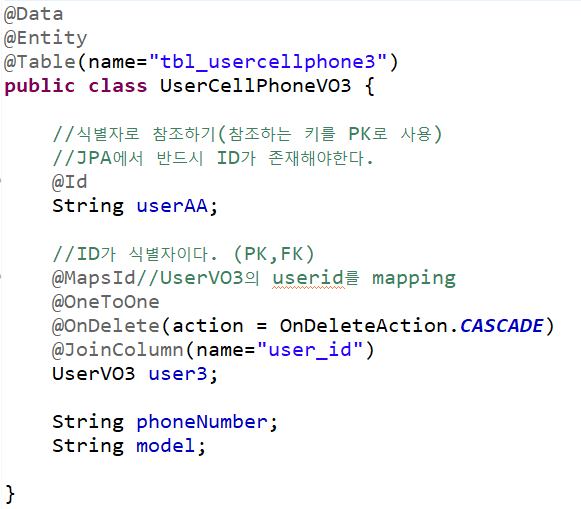 @Data
@Entity
@Table(name="tbl_usercellphone3")
public class UserCellPhoneVO3 {
//식별자로 참조하기(참조하는 키를 PK로 사용)
//JPA에서 반드시 ID가 존재해야한다.
@Id
String userAA;
//ID가 식별자이다. (PK,FK)
@MapsId//UserVO3의 userid를 mapping
@OneToOne
@OnDelete(action = OnDeleteAction.CASCADE)
@JoinColumn(name="user_id")
UserVO3 user3;
String phoneNumber;
String model;
}